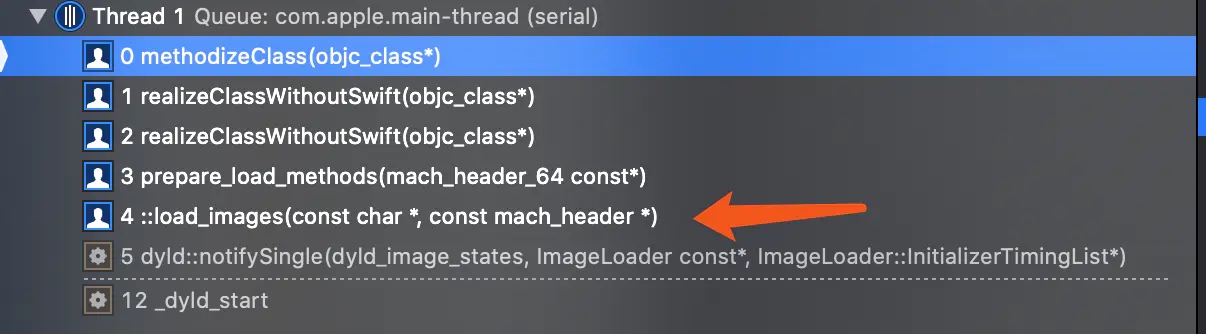 Thread 1 Queue: com.apple.main-thread (serial)
0 methodizeClass(objc_class*)
1 realizeClassWithoutSwift(objc_class*)
2 realizeClassWithoutSwift(objc_class*)
3 prepare_load_methods(mach_header_64 const*)
4 ::load_images(const char *, const mach_header *)
5 dyld::notifySingle(dyld_image_states, ImageLoader const*, ImageLoader::InitializerTimingList*)
12 _dyld_start